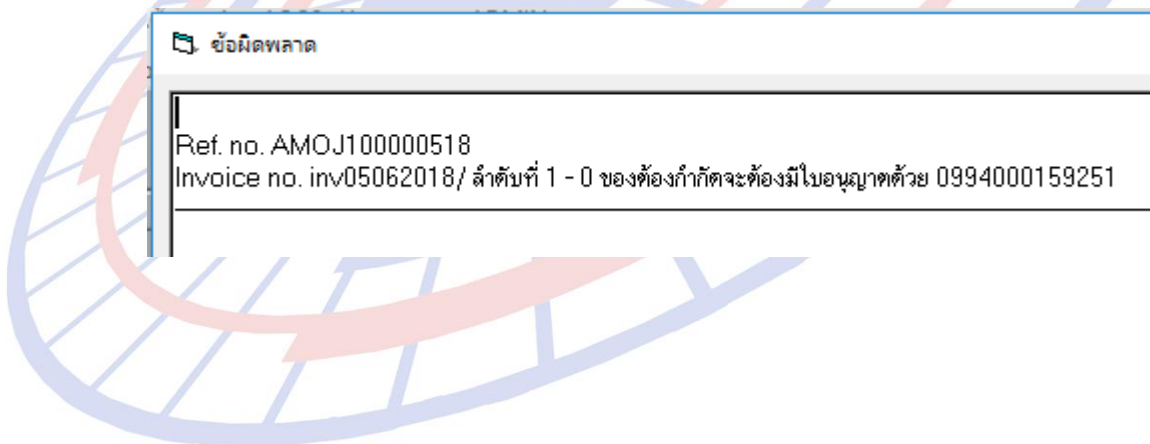 ข้อผิดพลาด
Ref. no. AMOJ100000518
Invoice no. inv05062018/ ลำดับที่ 1 - 0 ของต้องกำกัดจะต้องมีใบอนุญาตด้วย 0994000159251